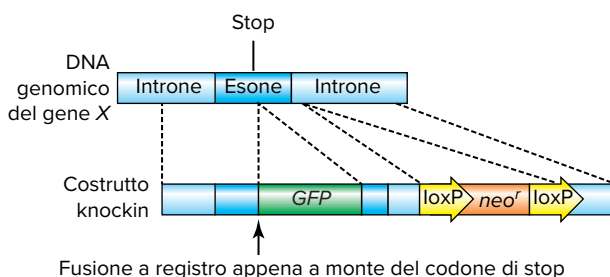 Stop
DNA
genomico
del gene X
Introne Esone Introne
Costrutto
knockin
GFP loxP neoʳ loxP
Fusione a registro appena a monte del codone di stop